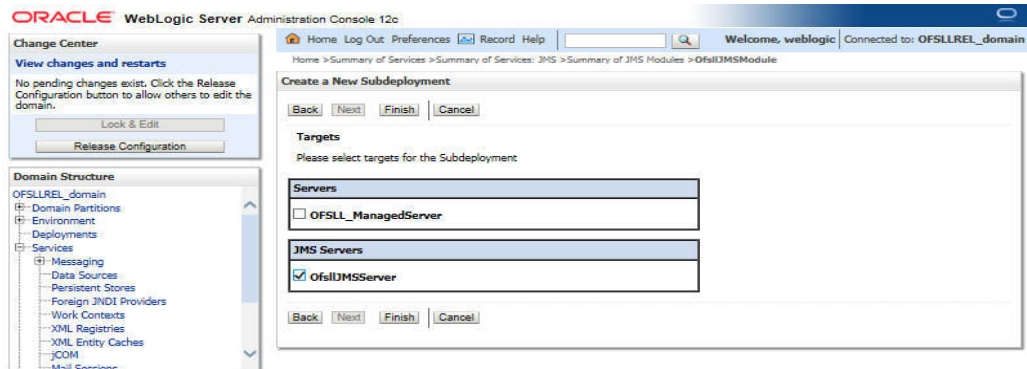 ORACLE WebLogic Server Administration Console 12c
Change Center
View changes and restarts
No pending changes exist. Click the Release
Configuration button to allow others to edit the
domain.
Lock & Edit
Release Configuration
Domain Structure
OFSLLREL_domain
Domain Partitions
Environment
Deployments
Services
Messaging
Data Sources
Persistent Stores
Foreign JNDI Providers
Work Contexts
XML Registries
XML Entity Caches
jCOM
Mail Sessions
Home Log Out Preferences Record Help
Welcome, weblogic Connected to: OFSLLREL_domain
Home >Summary of Services >Summary of Services: JMS >Summary of JMS Modules >OfsllJMSModule
Create a New Subdeployment
Back Next Finish Cancel
Targets
Please select targets for the Subdeployment
Servers
OFSLL_ManagedServer
JMS Servers
OfsllJMSServer
Back Next Finish Cancel